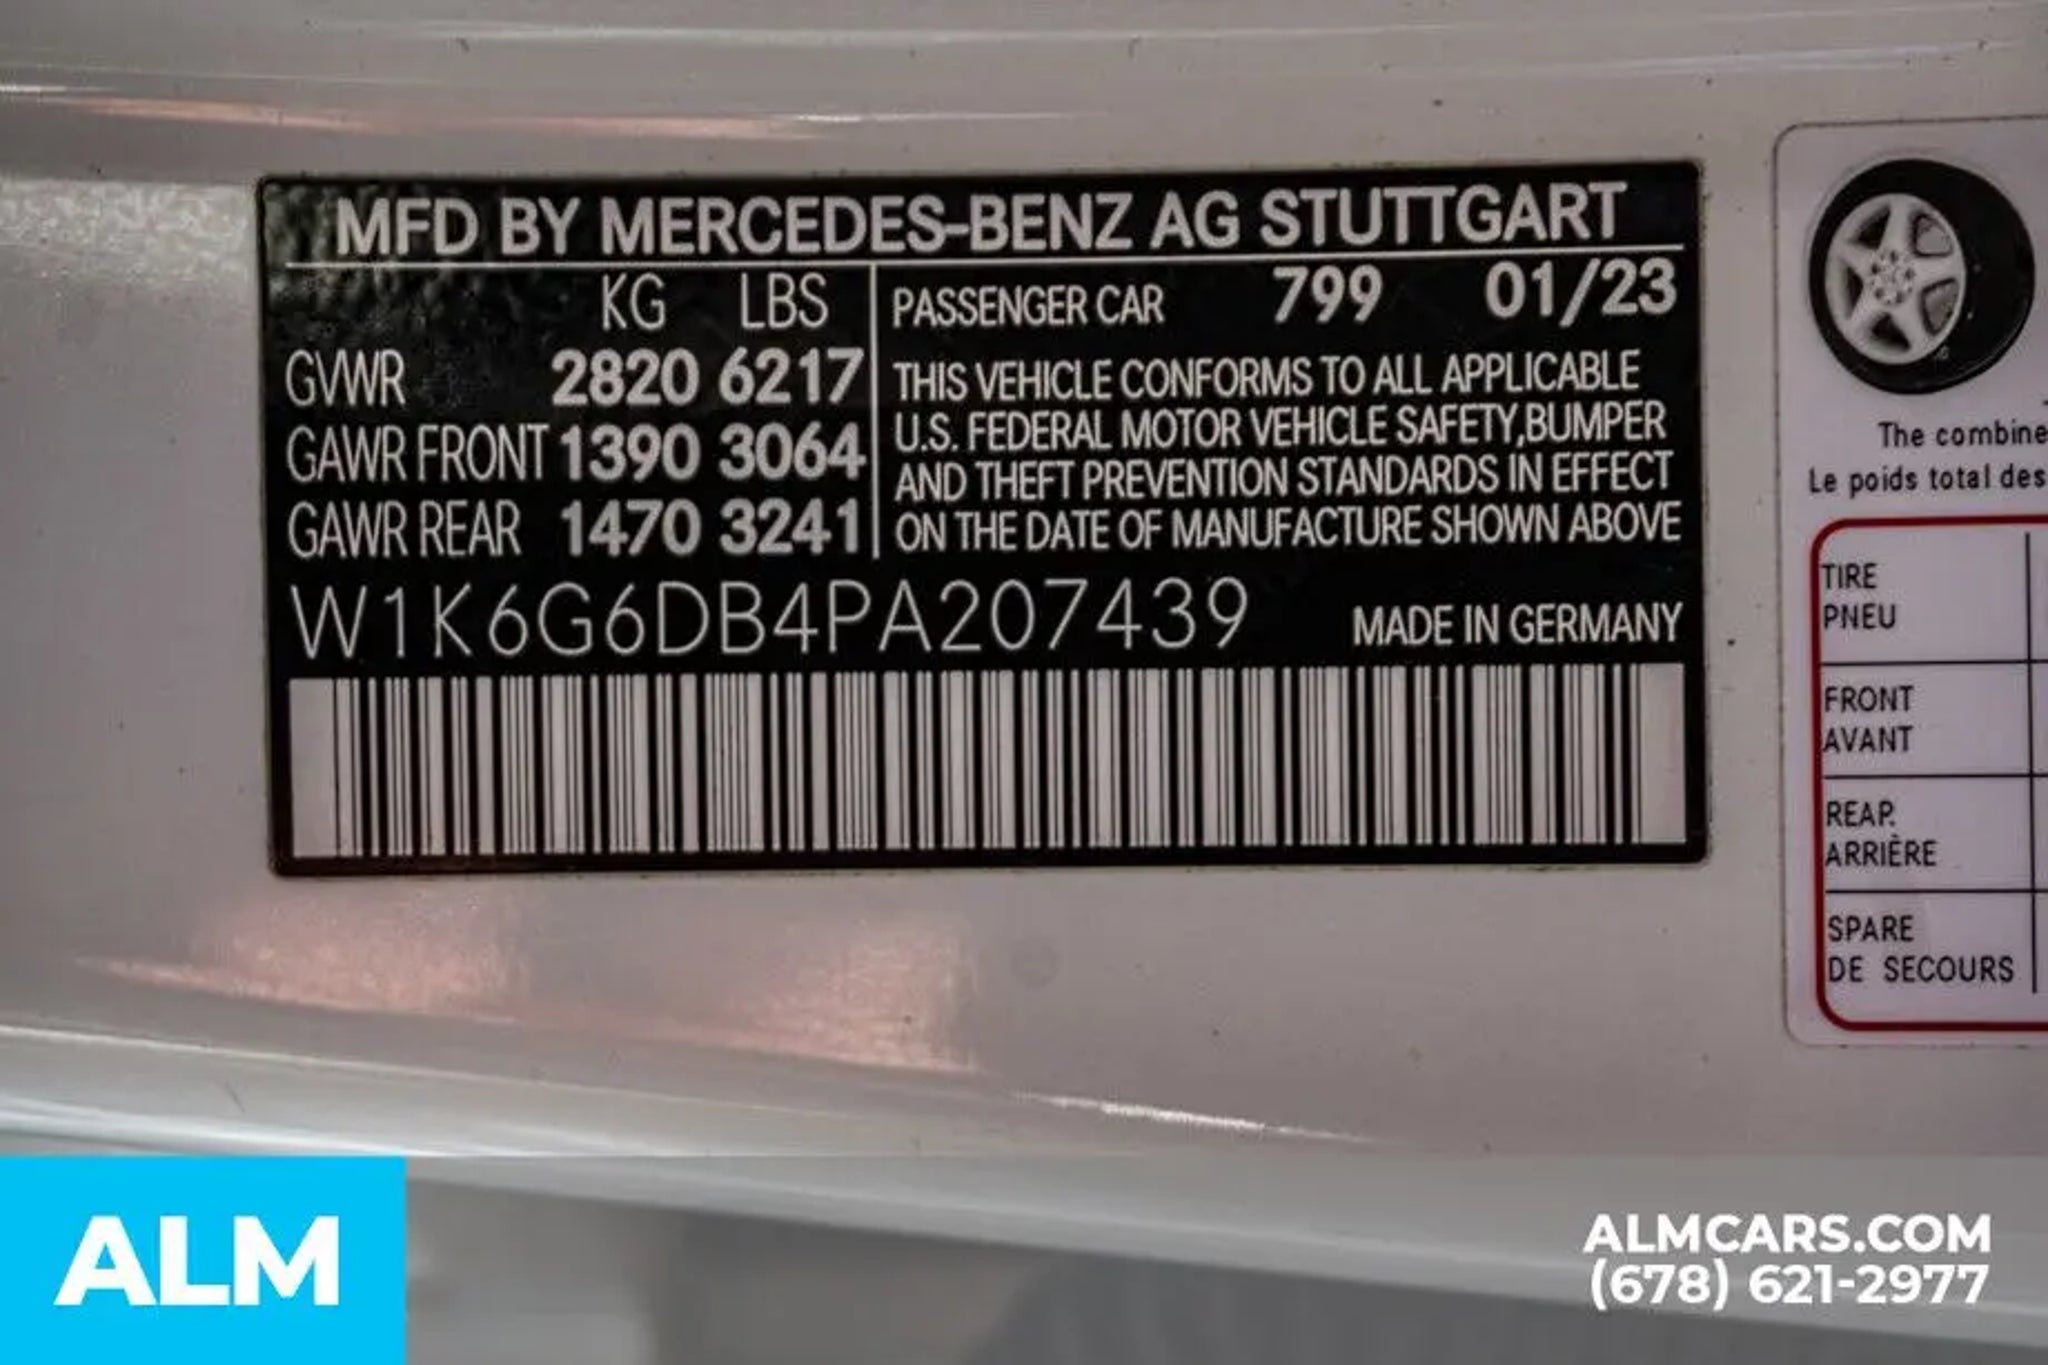 MFD BY MERCEDES-BENZ AG STUTTGART
KG LBS
GVWR 2820 6217
GAWR FRONT 1390 3064
GAWR REAR 1470 3241
PASSENGER CAR 799 01/23
THIS VEHICLE CONFORMS TO ALL APPLICABLE
U.S. FEDERAL MOTOR VEHICLE SAFETY,BUMPER
AND THEFT PREVENTION STANDARDS IN EFFECT
ON THE DATE OF MANUFACTURE SHOWN ABOVE
W1K6G6DB4PA207439
MADE IN GERMANY
The combine
Le poids total des
TIRE
PNEU
FRONT
AVANT
REAR
ARRIÈRE
SPARE
DE SECOURS
ALM
ALMCARS.COM
(678) 621-2977